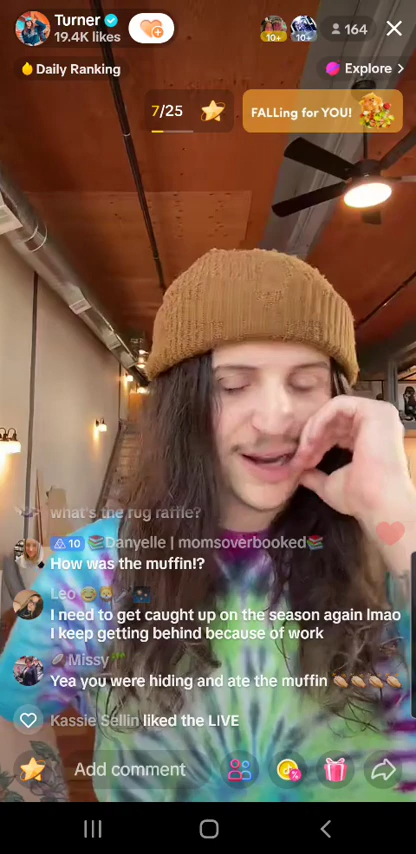 Turner
19.4K likes
10+
10+
164
Daily Ranking
Explore
7/25
FALLing for YOU!
what's the rug raffle?
10 📚Danyelle | momsoverbooked📚
How was the muffin!?
Leo
I need to get caught up on the season again lmao
I keep getting behind because of work
Missy
Yea you were hiding and ate the muffin
Kassie Sellin liked the LIVE
Add comment